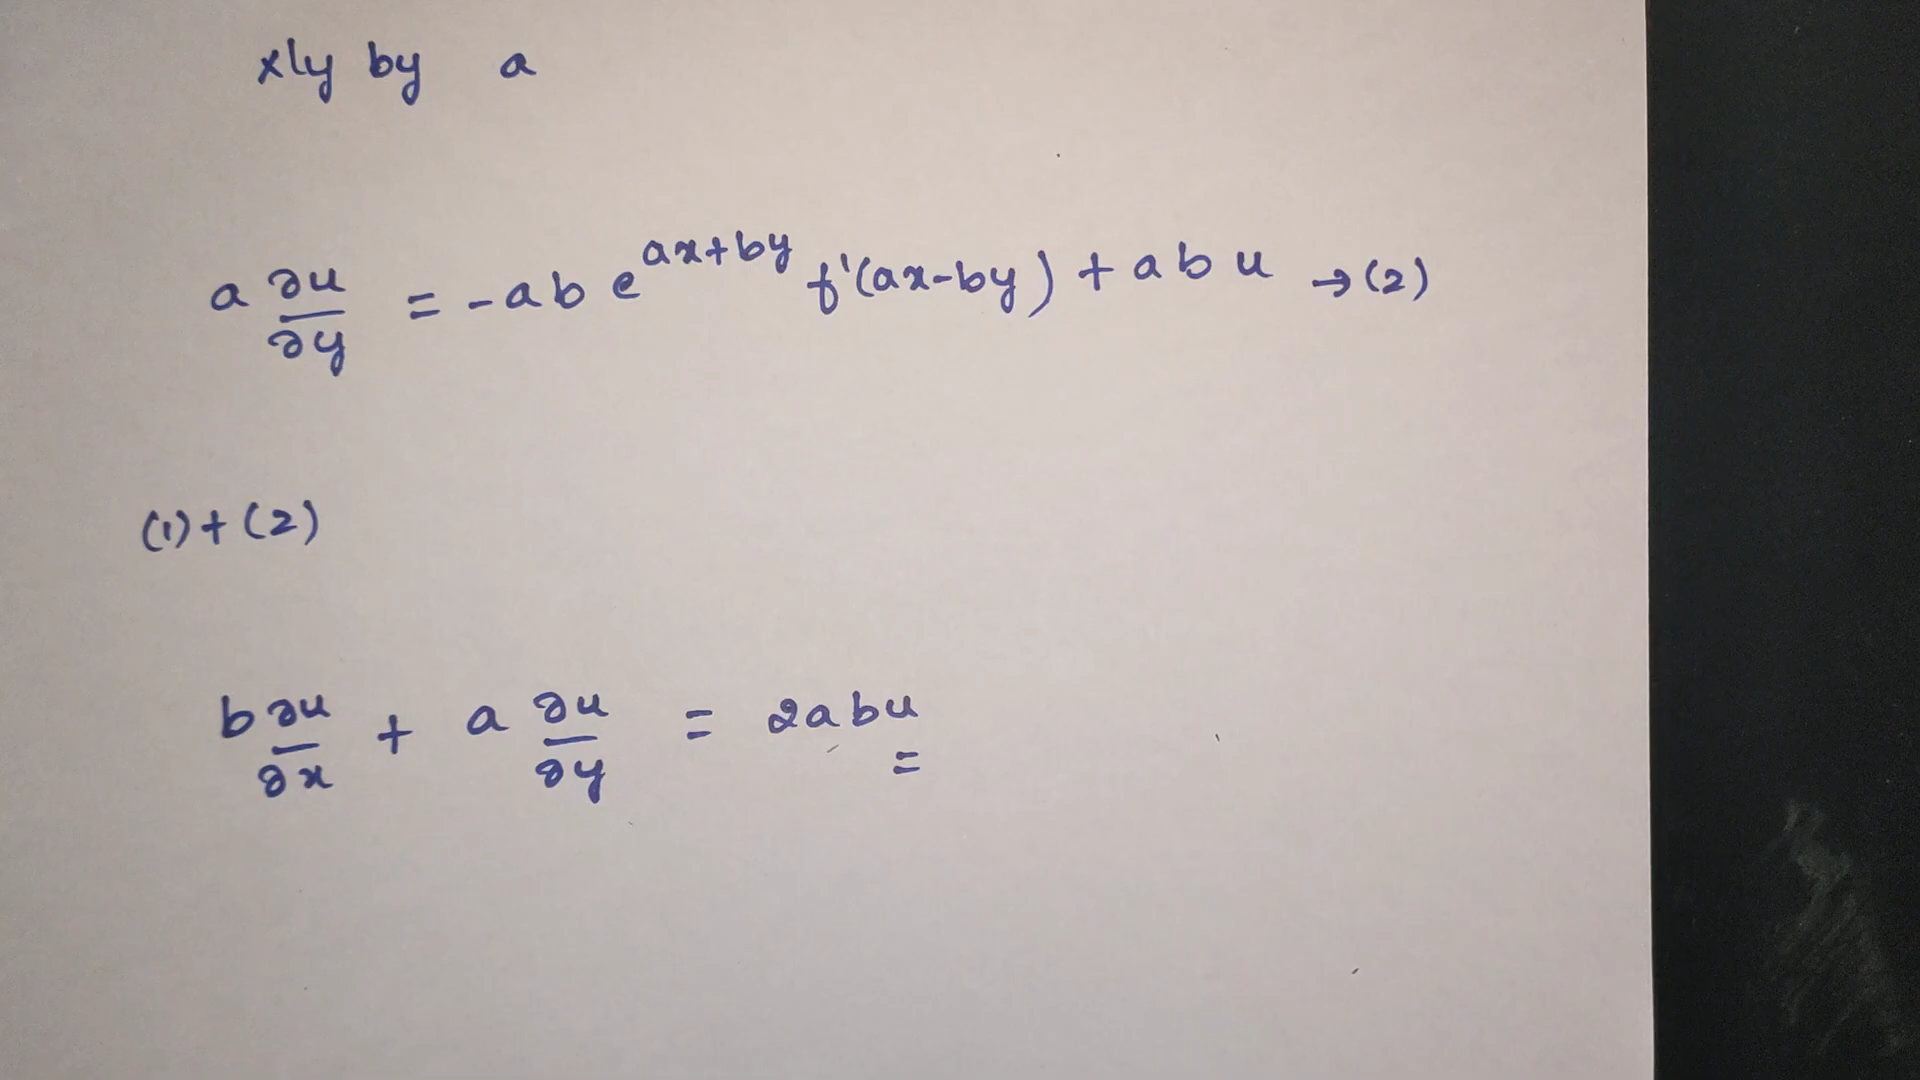 xly by a
a ∂u/∂y = -ab e^(ax+by) f'(ax-by) + abu → (2)
(1)+(2)
b ∂u/∂x + a ∂u/∂y = 2abu
=